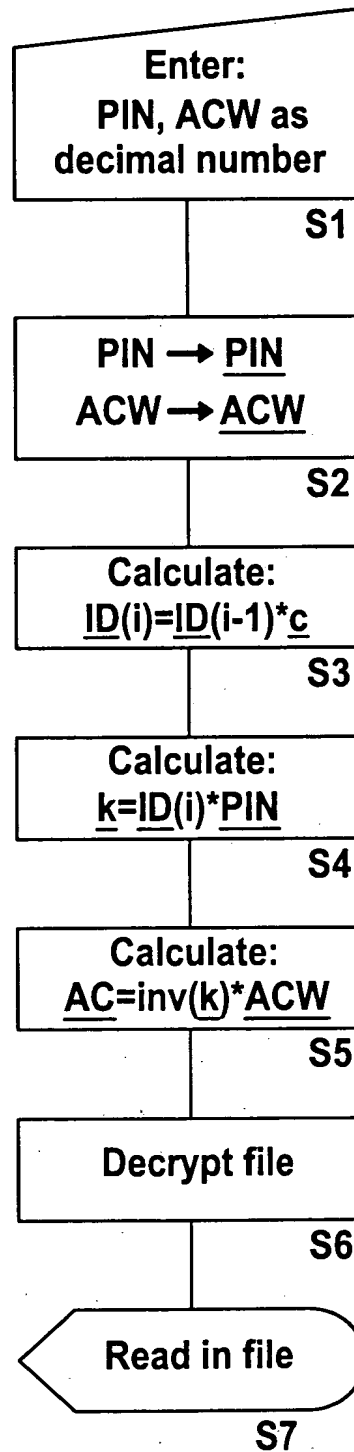 Enter:
PIN, ACW as
decimal number
S1
PIN → PIN
ACW → ACW
S2
Calculate:
ID(i)=ID(i-1)*c
S3
Calculate:
k=ID(i)*PIN
S4
Calculate:
AC=inv(k)*ACW
S5
Decrypt file
S6
Read in file
S7